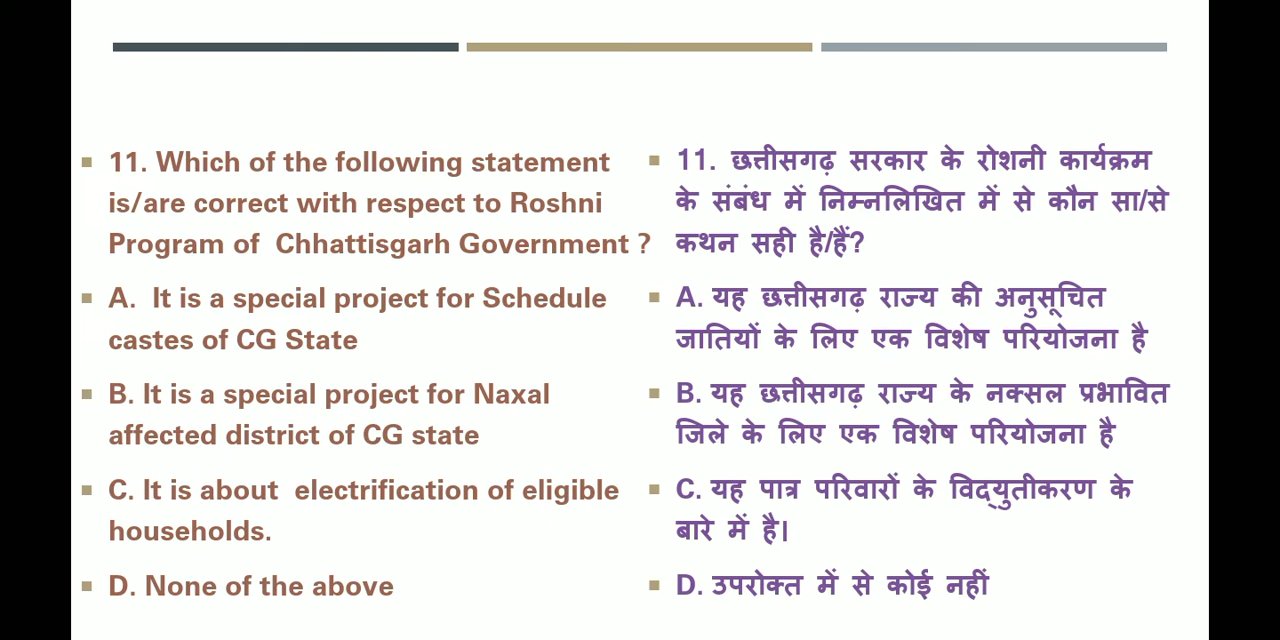 11. Which of the following statement
is/are correct with respect to Roshni
Program of Chhattisgarh Government ?
A. It is a special project for Schedule
castes of CG State
B. It is a special project for Naxal
affected district of CG state
C. It is about electrification of eligible
households.
D. None of the above
11. छत्तीसगढ़ सरकार के रोशनी कार्यक्रम
के संबंध में निम्नलिखित में से कौन सा/से
कथन सही है/हैं?
A. यह छत्तीसगढ़ राज्य की अनुसूचित
जातियों के लिए एक विशेष परियोजना है
B. यह छत्तीसगढ़ राज्य के नक्सल प्रभावित
जिले के लिए एक विशेष परियोजना है
C. यह पात्र परिवारों के विद्युतीकरण के
बारे में है।
D. उपरोक्त में से कोई नहीं